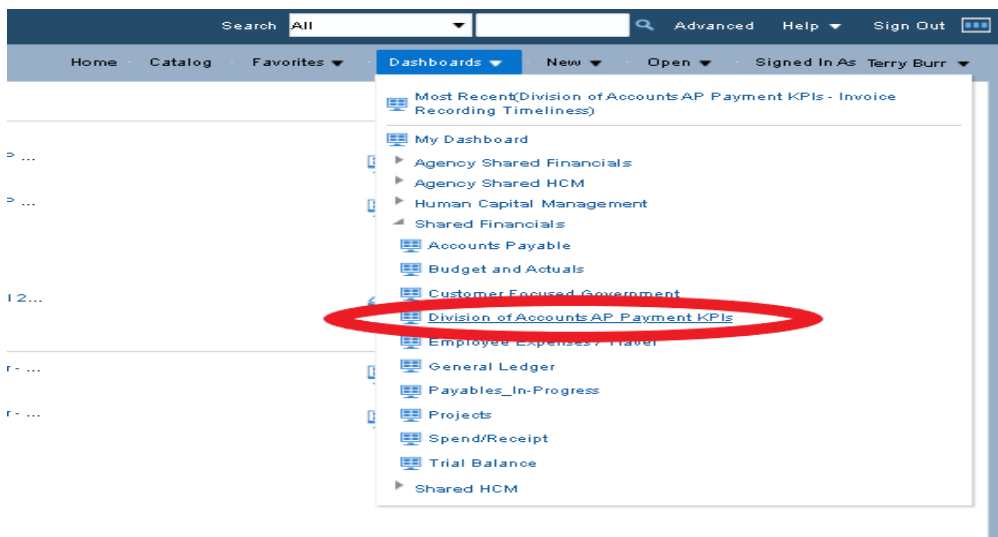 Search All Advanced Help Sign Out
Home Catalog Favorites Dashboards New Open Signed In As Terry Burr
Most Recent(Division of Accounts AP Payment KPIs - Invoice
Recording Timeliness)
My Dashboard
...
Agency Shared Financials
Agency Shared HCM
...
Human Capital Management
Shared Financials
Accounts Payable
Budget and Actuals
l 2...
Customer Focused Government
Division of Accounts AP Payment KPIs
Employee Expenses / Travel
r - ...
General Ledger
Payables_In-Progress
r - ...
Projects
Spend/Receipt
Trial Balance
Shared HCM